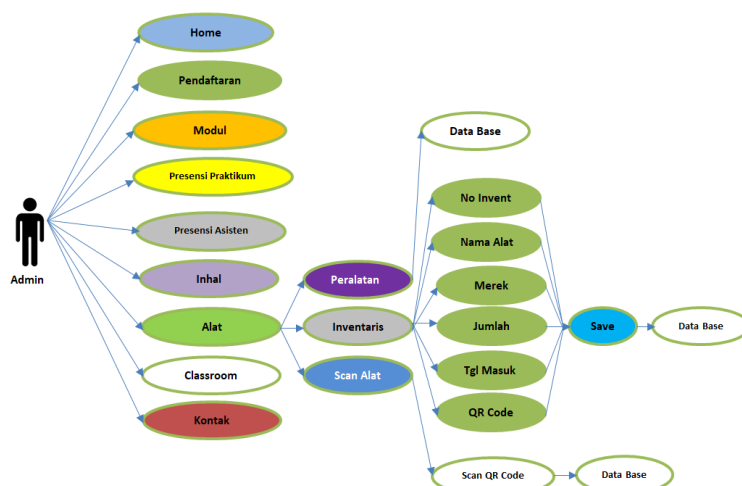 Home
Pendaftaran
Modul
Presensi Praktikum
Presensi Asisten
Inhal
Alat
Classroom
Kontak
Admin
Peralatan
Inventaris
Scan Alat
Data Base
No Invent
Nama Alat
Merek
Jumlah
Tgl Masuk
QR Code
Save
Data Base
Scan QR Code
Data Base